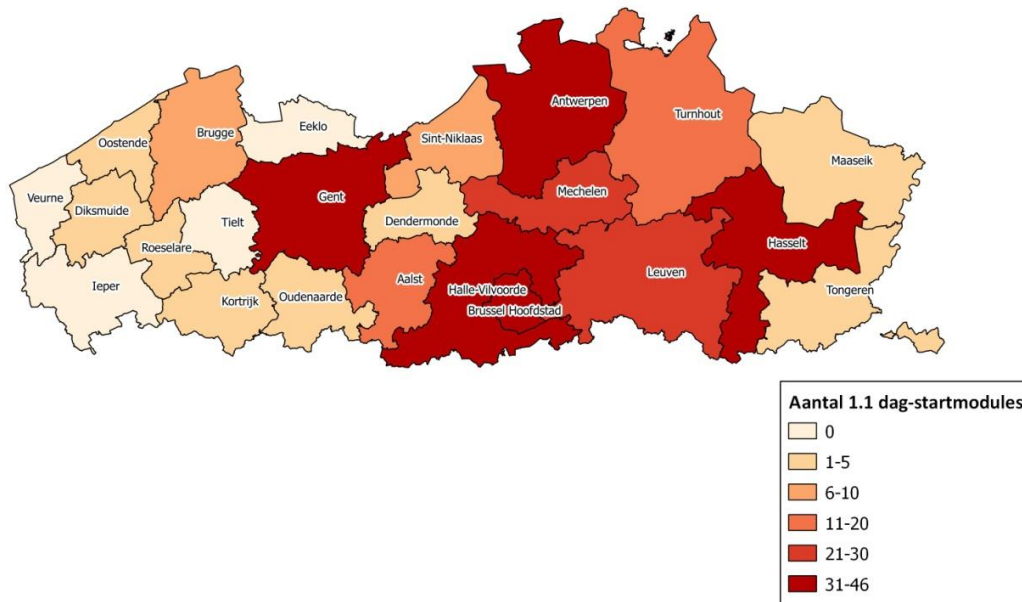 Antwerpen
Turnhout
Eeklo
Brugge
Sint-Niklaas
Oostende
Maaseik
Mechelen
Gent
Veurne
Diksmuide
Tielt
Dendermonde
Roeselare
Hasselt
Leuven
Aalst
Ieper
Halle-Vilvoorde
Tongeren
Oudenaarde
Kortrijk
Brussel Hoofdstad
Aantal 1.1 dag-startmodules
0
1-5
6-10
11-20
21-30
31-46